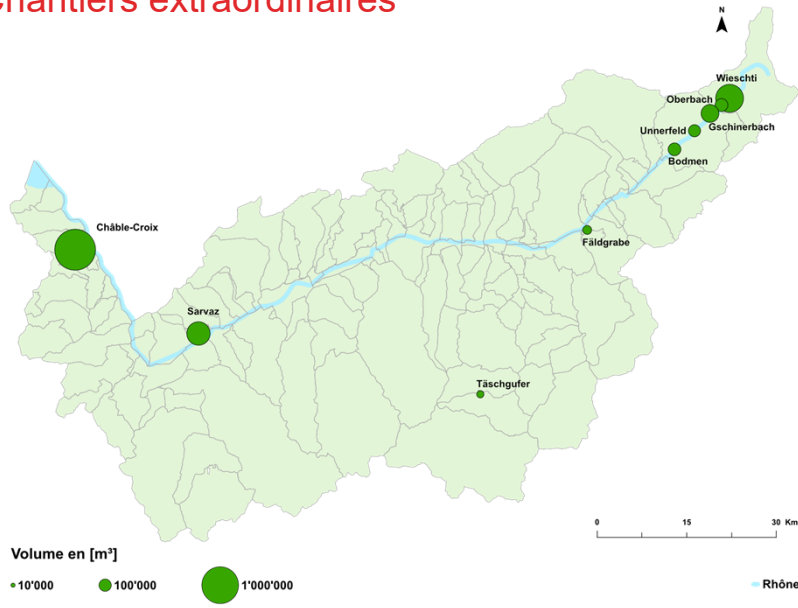 Chantiers extraordinaires
N
Wieschti
Oberbach
Gschinerbach
Unnerfeld
Bodmen
Châble-Croix
Fäldgrabe
Sarvaz
Täschgufer
0 15 30 Km
Volume en [m³]
10'000 100'000 1'000'000
Rhône